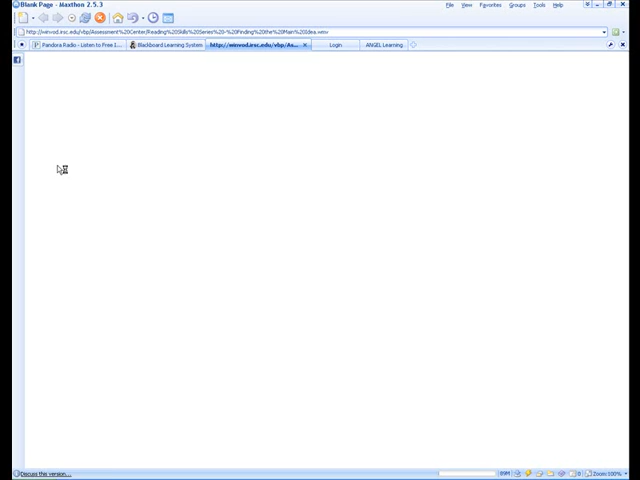 Blank Page - Maxthon 2.5.3
File View Favorites Groups Tools Help
http://winvod.irsc.edu/vbp/Assessment%20Center/Reading%20Skills%20Series%20-%20Finding%20the%20Main%20Idea.wmv
Pandora Radio - Listen to Free I... Blackboard Learning System http://winvod.irsc.edu/vbp/As... Login ANGEL Learning
Discuss this version... 89M 0 Zoom:100%